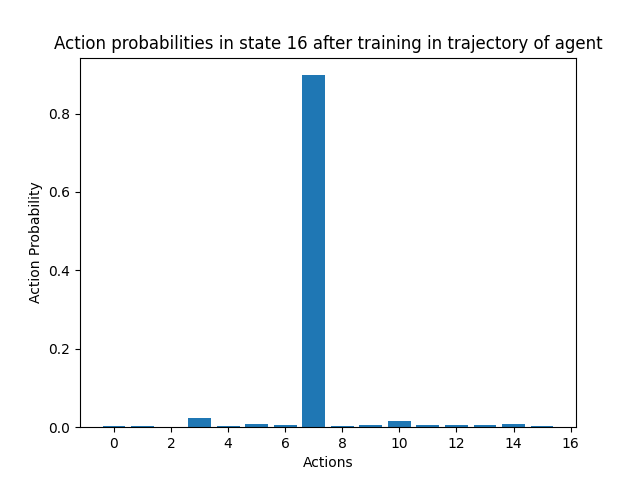 Action probabilities in state 16 after training in trajectory of agent
0.8
0.6
0.4
0.2
0.0
Action Probability
0 2 4 6 8 10 12 14 16
Actions